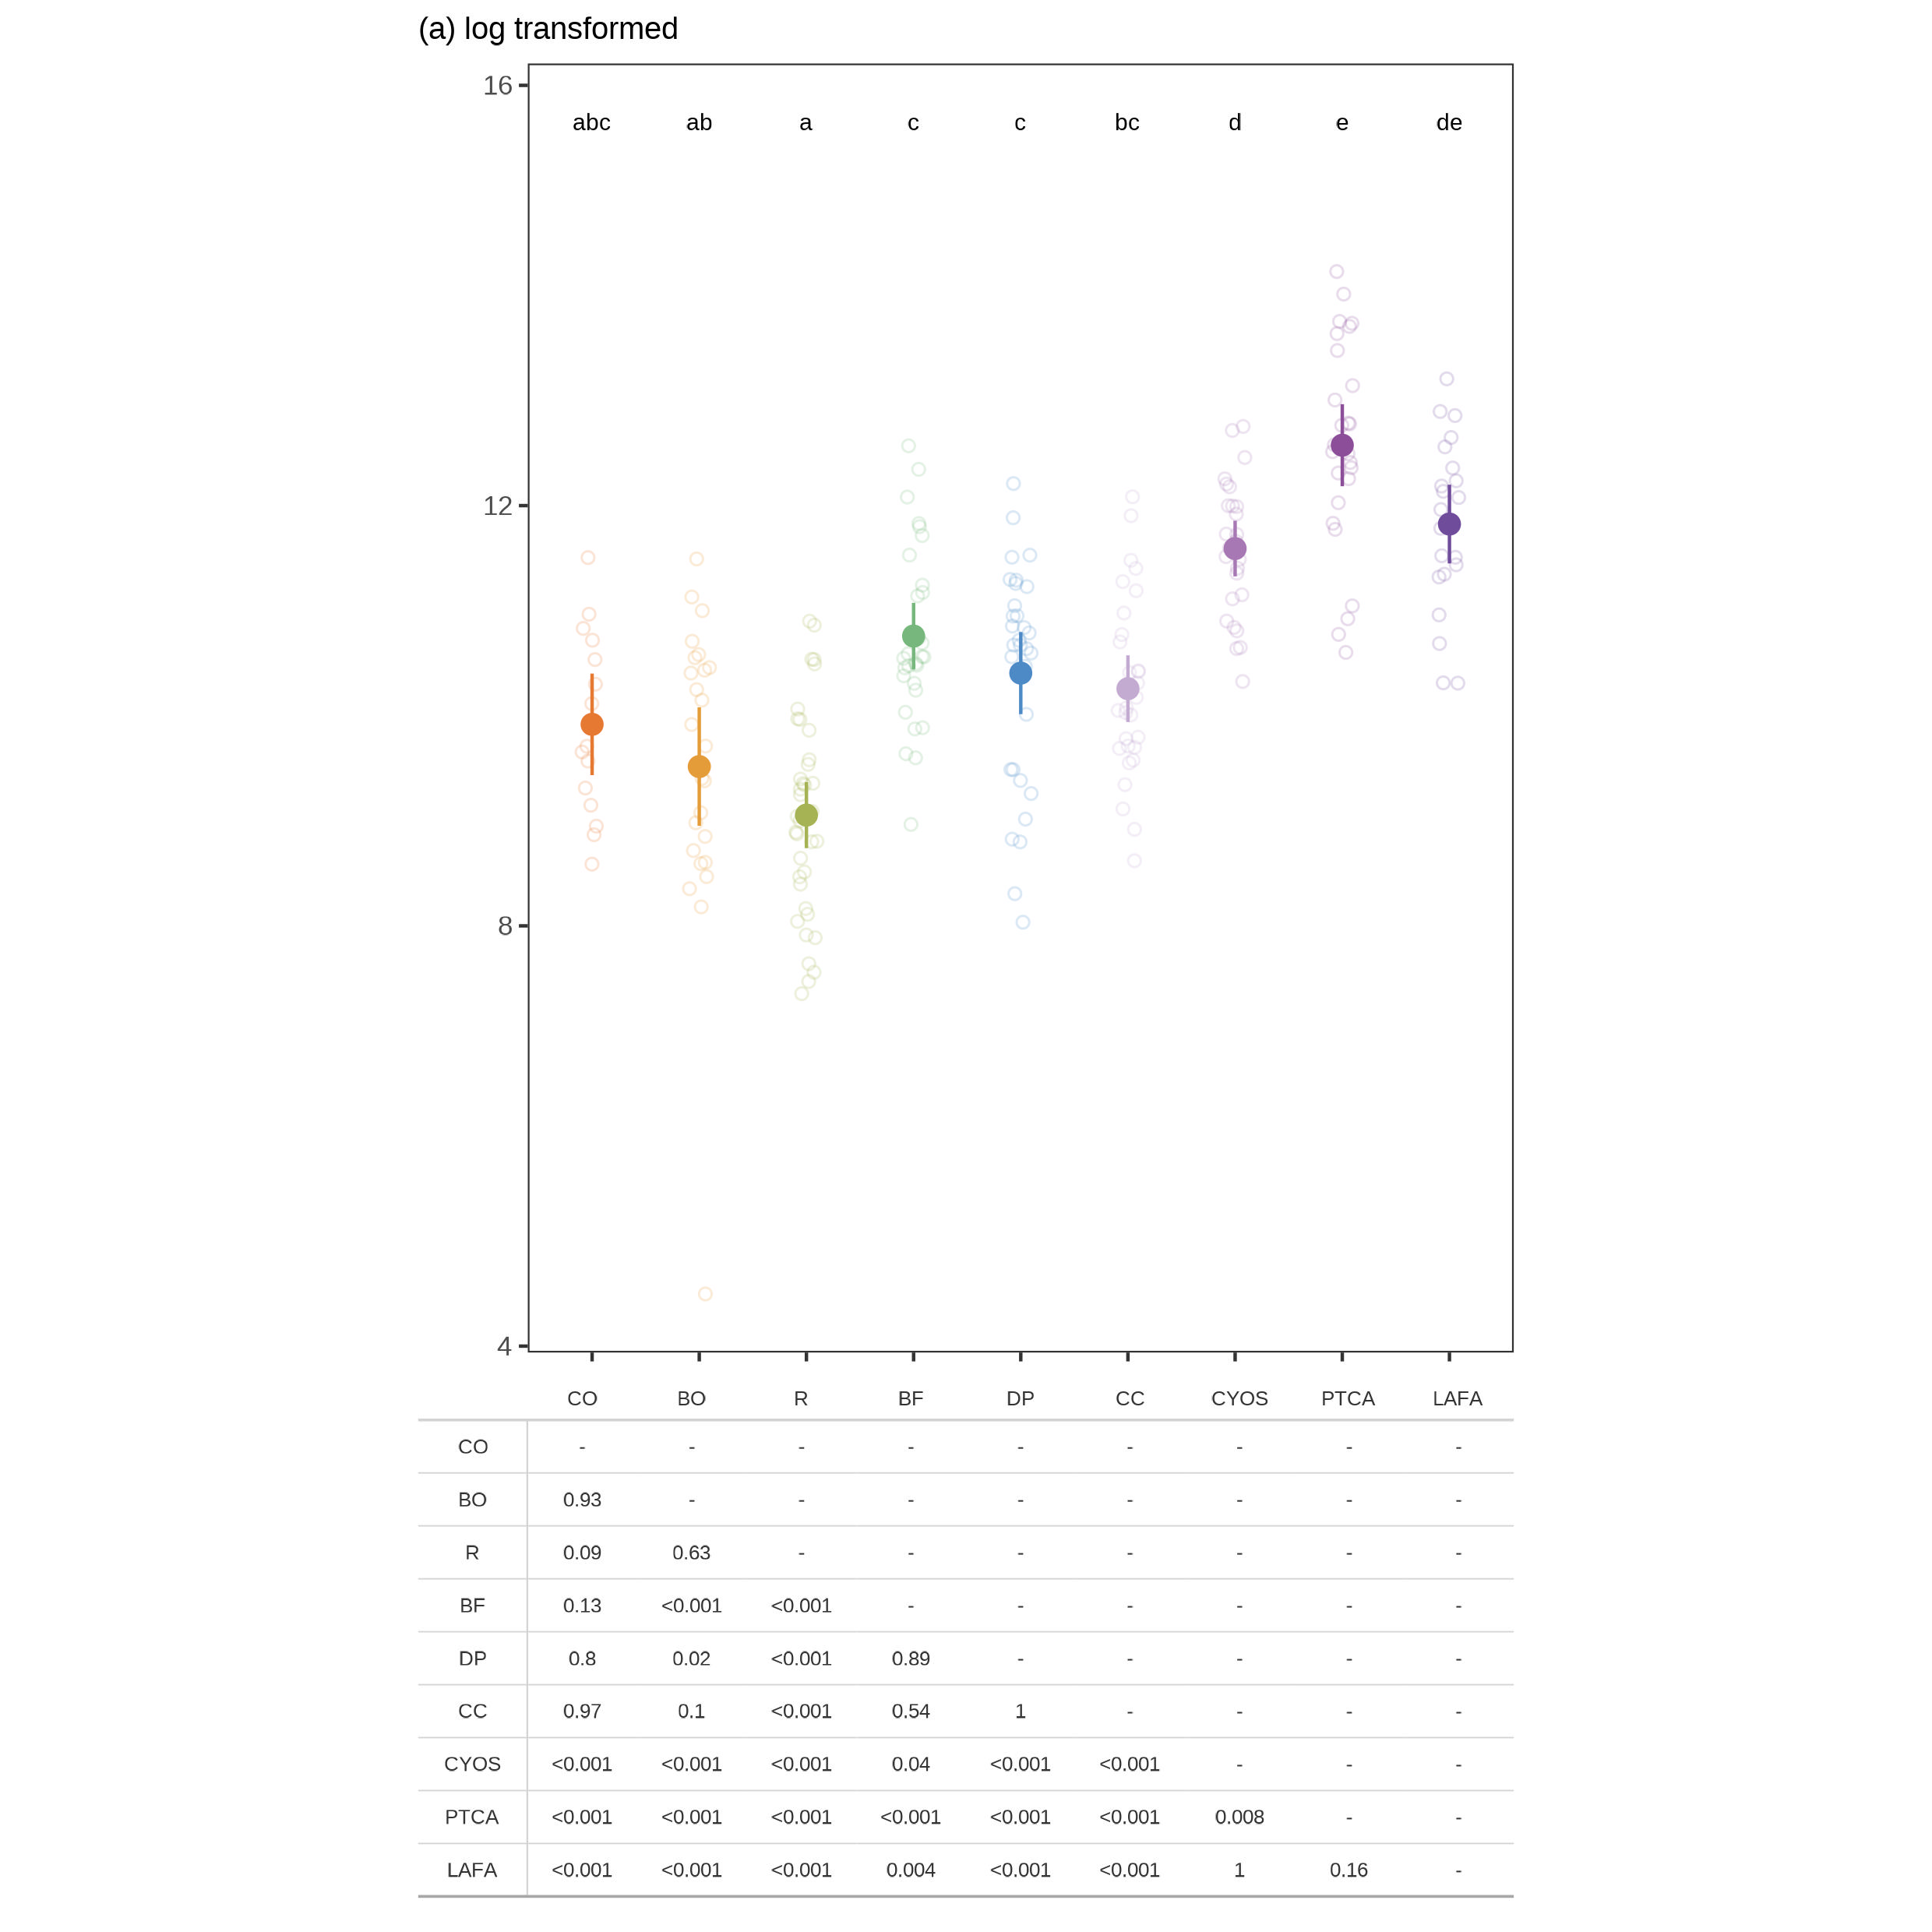 (a) log transformed
16
abc ab a c c bc d e de
12
8
4
CO BO R BF DP CC CYOS PTCA LAFA
CO - - - - - - - - -
BO 0.93 - - - - - - - -
R 0.09 0.63 - - - - - - -
BF 0.13 <0.001 <0.001 - - - - - -
DP 0.8 0.02 <0.001 0.89 - - - - -
CC 0.97 0.1 <0.001 0.54 1 - - - -
CYOS <0.001 <0.001 <0.001 0.04 <0.001 <0.001 - - -
PTCA <0.001 <0.001 <0.001 <0.001 <0.001 <0.001 0.008 - -
LAFA <0.001 <0.001 <0.001 0.004 <0.001 <0.001 1 0.16 -